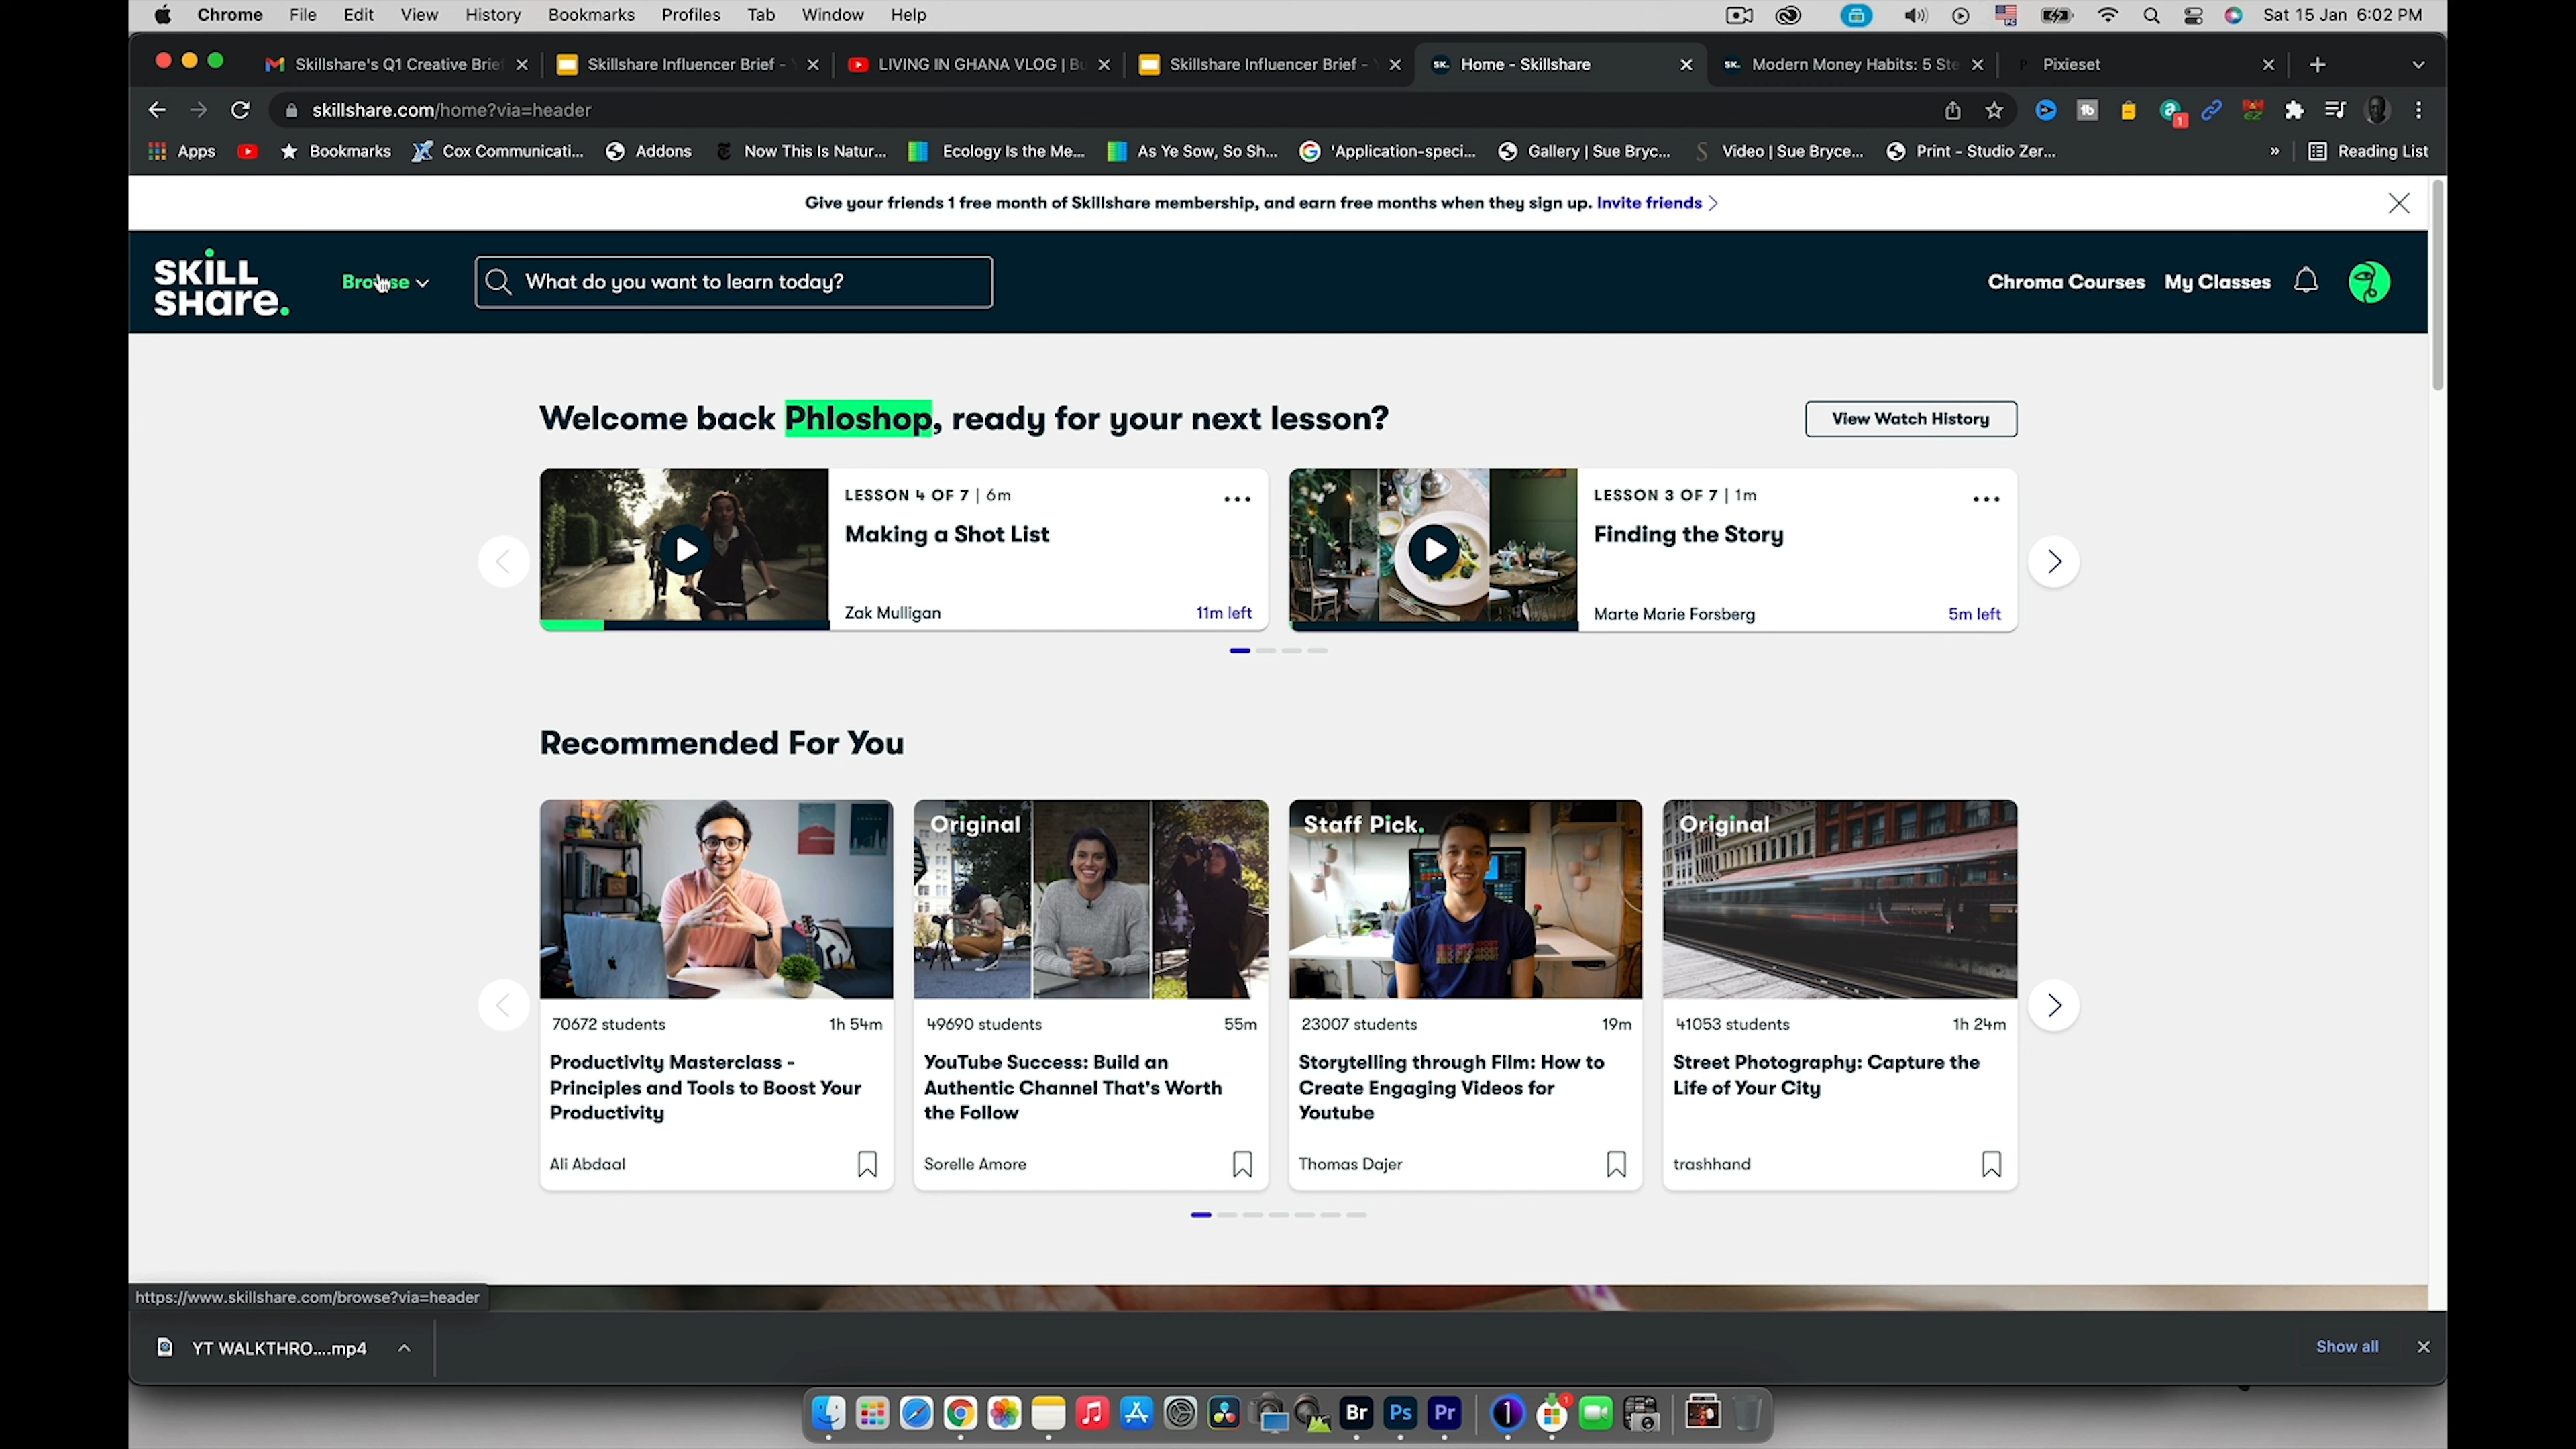 Chrome File Edit View History Bookmarks Profiles Tab Window Help Sat 15 Jan 6:02 PM
Skillshare's Q1 Creative Brie Skillshare Influencer Brief - LIVING IN GHANA VLOG | Bu Skillshare Influencer Brief - Home - Skillshare Modern Money Habits: 5 Ste Pixieset
skillshare.com/home?via=header
Apps Bookmarks Cox Communicati... Addons Now This Is Natur... Ecology Is the Me... As Ye Sow, So Sh... 'Application-speci... Gallery | Sue Bryc... Video | Sue Bryce... Print - Studio Zer... » Reading List
Give your friends 1 free month of Skillshare membership, and earn free months when they sign up. Invite friends
SKILL
SHare.
Browse What do you want to learn today? Chroma Courses My Classes
Welcome back Phloshop, ready for your next lesson? View Watch History
LESSON 4 OF 7 | 6m
Making a Shot List
Zak Mulligan 11m left
LESSON 3 OF 7 | 1m
Finding the Story
Marte Marie Forsberg 5m left
Recommended For You
70672 students 1h 54m
Productivity Masterclass -
Principles and Tools to Boost Your
Productivity
Ali Abdaal
Original
49690 students 55m
YouTube Success: Build an
Authentic Channel That's Worth
the Follow
Sorelle Amore
Staff Pick.
23007 students 19m
Storytelling through Film: How to
Create Engaging Videos for
Youtube
Thomas Dajer
Original
41053 students 1h 24m
Street Photography: Capture the
Life of Your City
trashhand
https://www.skillshare.com/browse?via=header
YT WALKTHRO....mp4 Show all
Br Ps Pr 1